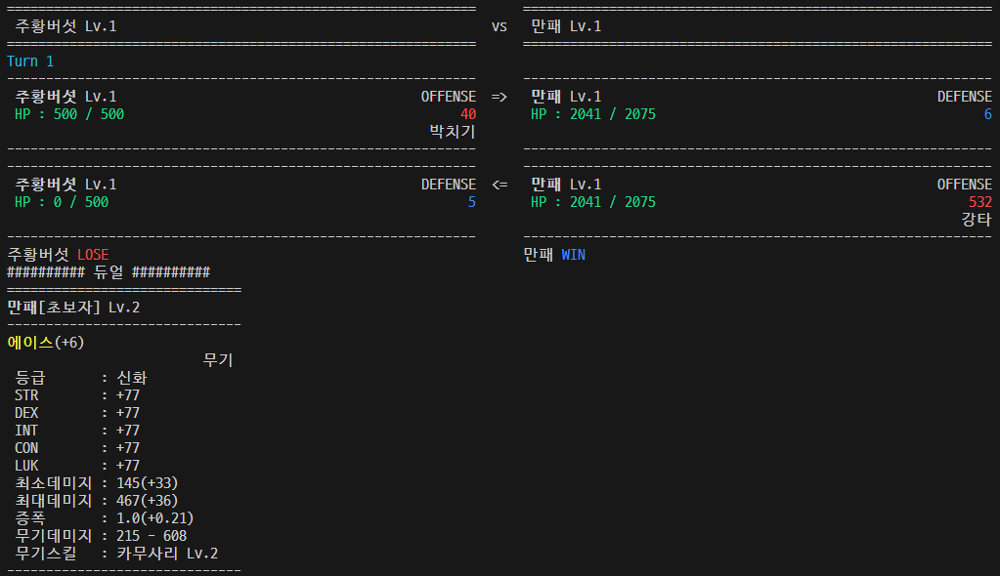 ============================================================ ============================================================
주황버섯 Lv.1 vs 만패 Lv.1
============================================================ ============================================================
Turn 1
------------------------------------------------------------ ------------------------------------------------------------
주황버섯 Lv.1 OFFENSE => 만패 Lv.1 DEFENSE
HP : 500 / 500 40 HP : 2041 / 2075 6
박치기
------------------------------------------------------------ ------------------------------------------------------------
------------------------------------------------------------ ------------------------------------------------------------
주황버섯 Lv.1 DEFENSE <= 만패 Lv.1 OFFENSE
HP : 0 / 500 5 HP : 2041 / 2075 532
강타
------------------------------------------------------------ ------------------------------------------------------------
주황버섯 LOSE 만패 WIN
########## 듀얼 ##########
==============================
만패[초보자] Lv.2
------------------------------
에이스(+6)
무기
등급 : 신화
STR : +77
DEX : +77
INT : +77
CON : +77
LUK : +77
최소데미지 : 145(+33)
최대데미지 : 467(+36)
증폭 : 1.0(+0.21)
무기데미지 : 215 - 608
무기스킬 : 카무사리 Lv.2
------------------------------